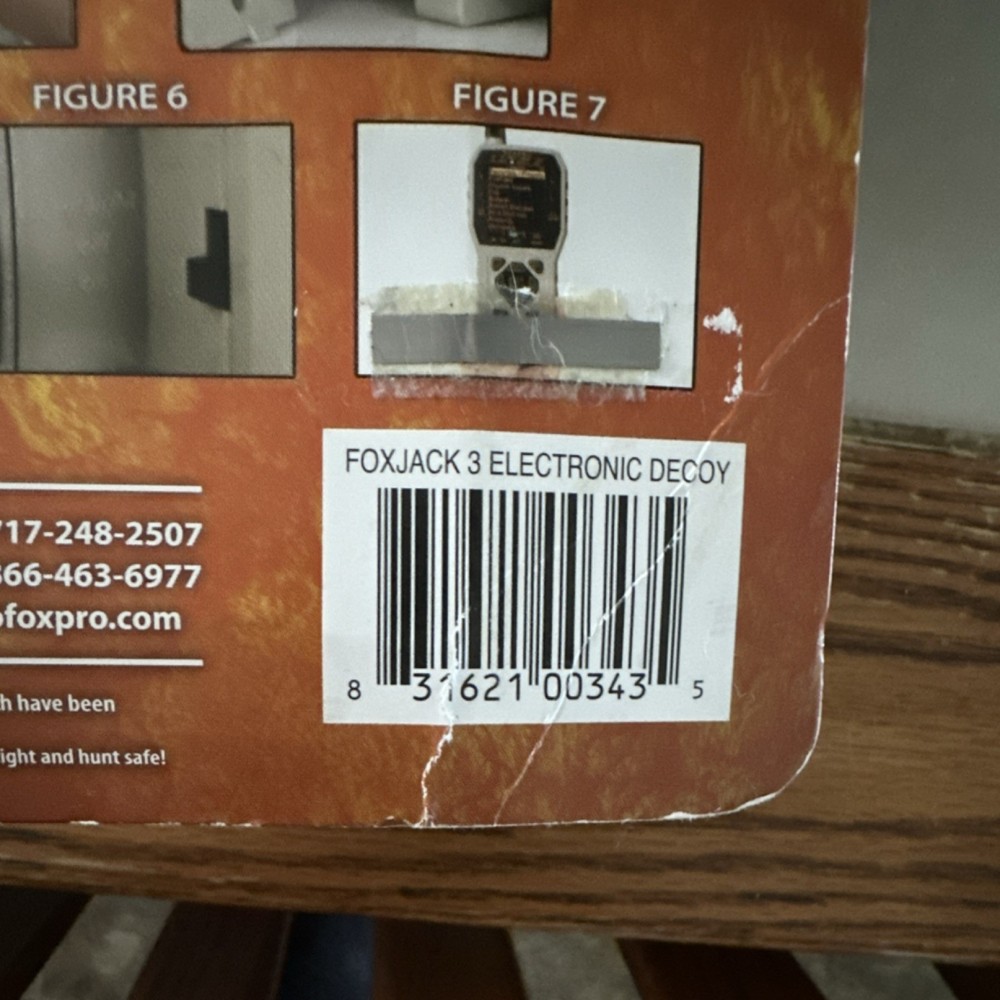 FIGURE 6
FIGURE 7
FOXJACK 3 ELECTRONIC DECOY
717-248-2507
866-463-6977
foxpro.com
8 31621 00343 5
h have been
ight and hunt safe!